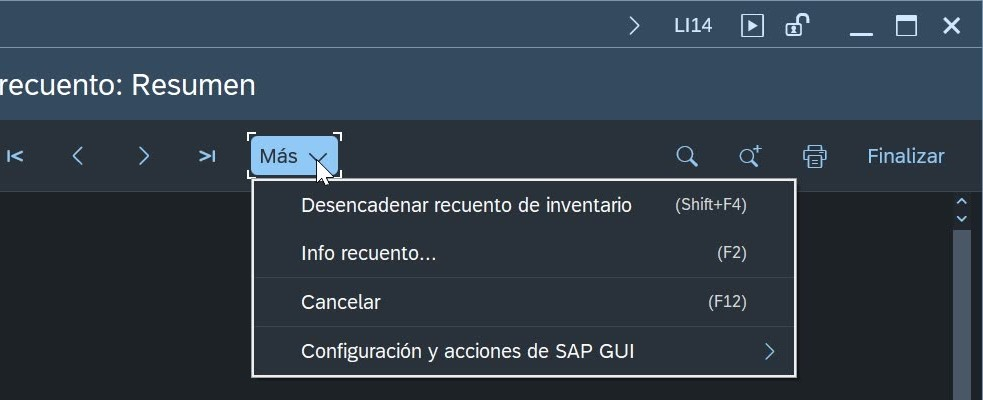 LI14
recuento: Resumen
Más
Finalizar
Desencadenar recuento de inventario (Shift+F4)
Info recuento... (F2)
Cancelar (F12)
Configuración y acciones de SAP GUI